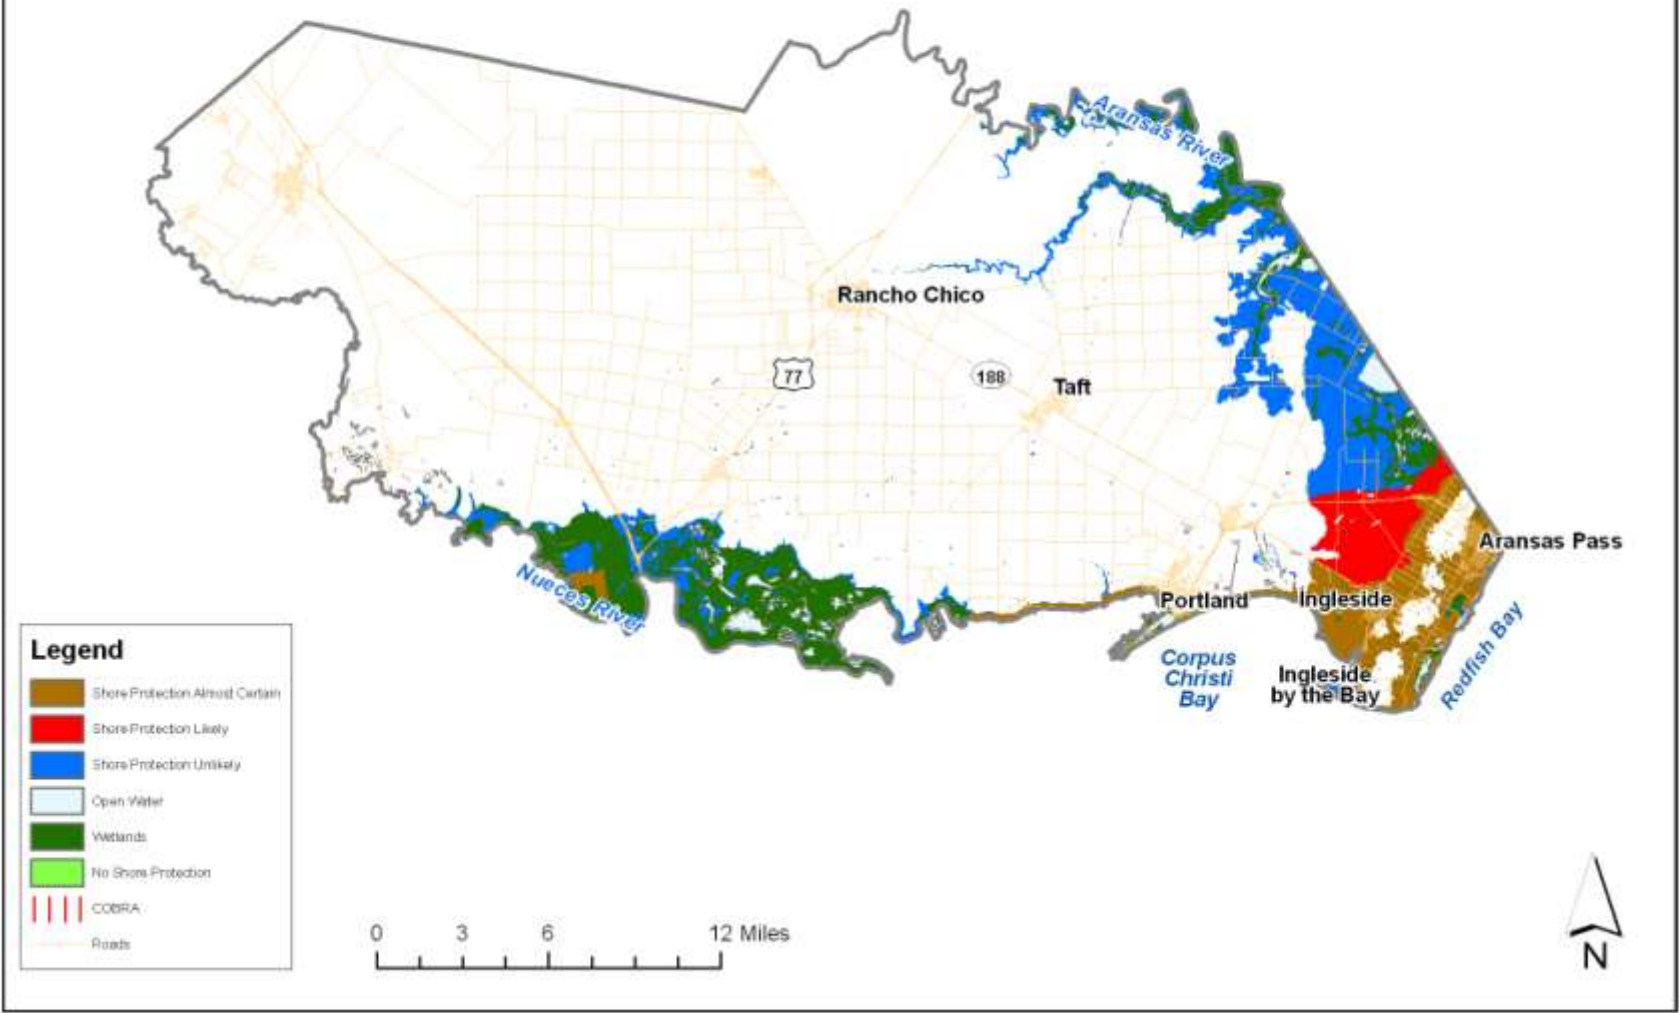 Aransas River
Rancho Chico
77
188
Taft
Aransas Pass
Nueces River
Portland
Ingleside
Corpus
Christi
Bay
Ingleside
by the Bay
Redfish Bay
Legend
Shore Protection Almost Certain
Shore Protection Likely
Shore Protection Unlikely
Open Water
Wetlands
No Shore Protection
COBRA
Roads
0 3 6 12 Miles
N